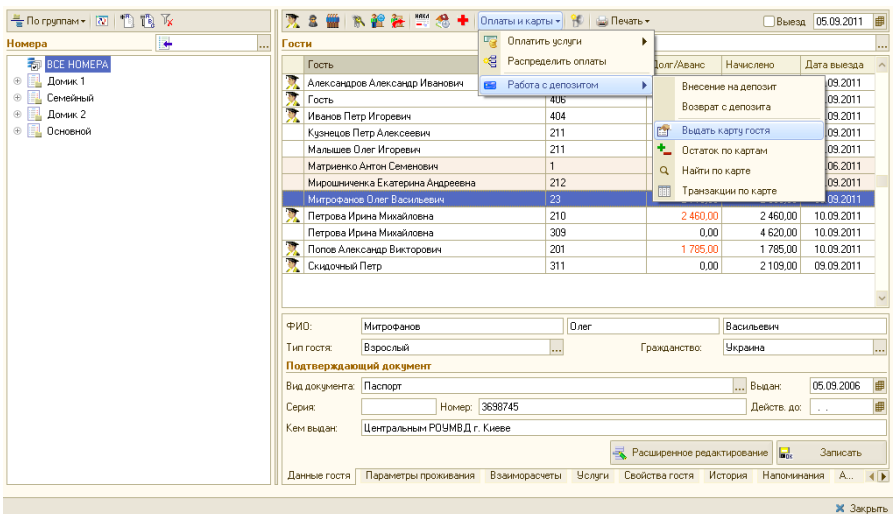 По группам
Оплаты и карты
Печать
Выезд 05.09.2011
Номера
...
Гости
...
ВСЕ НОМЕРА
Домик 1
Семейный
Домик 2
Основной
Оплатить услуги
Распределить оплаты
Работа с депозитом
Внесение на депозит
Возврат с депозита
Выдать карту гостя
Остаток по картам
Найти по карте
Транзакции по карте
Гость Долг/Аванс Начислено Дата выезда
Александров Александр Иванович .09.2011
Гость 406 .09.2011
Иванов Петр Игоревич 404 .09.2011
Кузнецов Петр Алексеевич 211 .09.2011
Малышев Олег Игоревич 211 .09.2011
Матриенко Антон Семенович 1 06.2011
Мирошниченка Екатерина Андреевна 212 .09.2011
Митрофанов Олег Васильевич 23 09.2011
Петрова Ирина Михайловна 210 2 460,00 2 460,00 10.09.2011
Петрова Ирина Михайловна 309 0,00 4 620,00 10.09.2011
Попов Александр Викторович 201 1 785,00 1 785,00 10.09.2011
Скидочный Петр 311 0,00 2 109,00 09.09.2011
ФИО: Митрофанов Олег Васильевич
Тип гостя: Взрослый ... Гражданство: Украина ...
Подтверждающий документ
Вид документа: Паспорт ... Выдан: 05.09.2006
Серия: Номер: 3698745 Действ. до: . .
Кем выдан: Центральным РОУМВД г. Киеве
Расширенное редактирование Записать
Данные гостя Параметры проживания Взаиморасчеты Услуги Свойства гостя История Напоминания А...
Закрыть